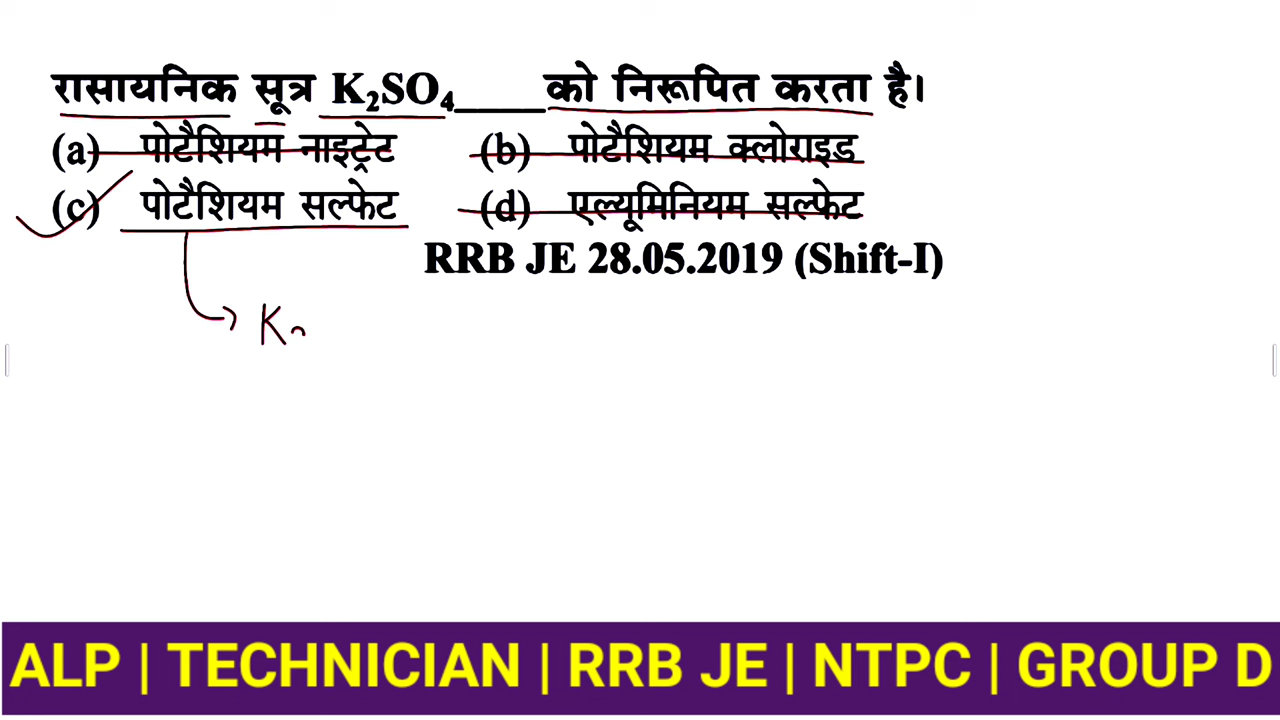 रासायनिक सूत्र K₂SO₄_____को निरूपित करता है।
(a) पोटैशियम नाइट्रेट (b) पोटैशियम क्लोराइड
(c) पोटैशियम सल्फेट (d) एल्यूमिनियम सल्फेट
RRB JE 28.05.2019 (Shift-I)
K
ALP | TECHNICIAN | RRB JE | NTPC | GROUP D